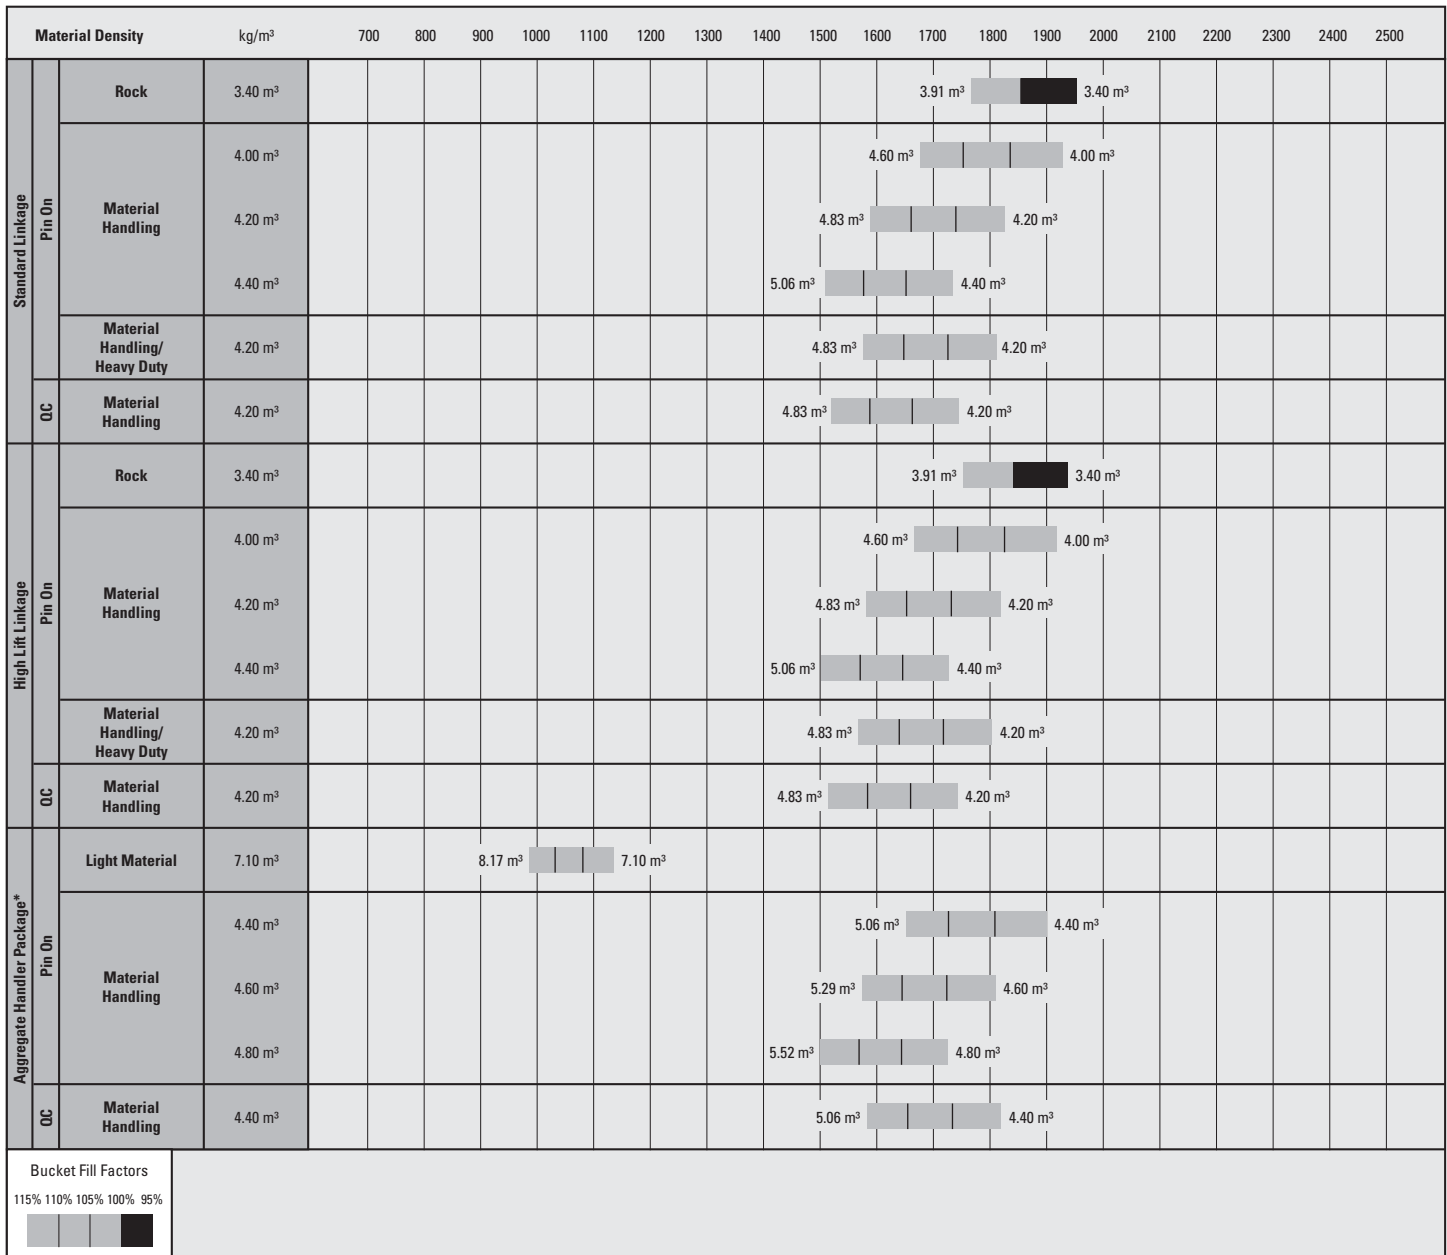 Material Density kg/m³ 700 800 900 1000 1100 1200 1300 1400 1500 1600 1700 1800 1900 2000 2100 2200 2300 2400 2500
Standard Linkage
Pin On
Rock 3.40 m³ 3.91 m³ 3.40 m³
Material
Handling
4.00 m³ 4.60 m³ 4.00 m³
4.20 m³ 4.83 m³ 4.20 m³
4.40 m³ 5.06 m³ 4.40 m³
Material
Handling/
Heavy Duty
4.20 m³ 4.83 m³ 4.20 m³
QC
Material
Handling
4.20 m³ 4.83 m³ 4.20 m³
High Lift Linkage
Pin On
Rock 3.40 m³ 3.91 m³ 3.40 m³
Material
Handling
4.00 m³ 4.60 m³ 4.00 m³
4.20 m³ 4.83 m³ 4.20 m³
4.40 m³ 5.06 m³ 4.40 m³
Material
Handling/
Heavy Duty
4.20 m³ 4.83 m³ 4.20 m³
QC
Material
Handling
4.20 m³ 4.83 m³ 4.20 m³
Aggregate Handler Package*
Pin On
Light Material 7.10 m³ 8.17 m³ 7.10 m³
Material
Handling
4.40 m³ 5.06 m³ 4.40 m³
4.60 m³ 5.29 m³ 4.60 m³
4.80 m³ 5.52 m³ 4.80 m³
QC
Material
Handling
4.40 m³ 5.06 m³ 4.40 m³
Bucket Fill Factors
115% 110% 105% 100% 95%